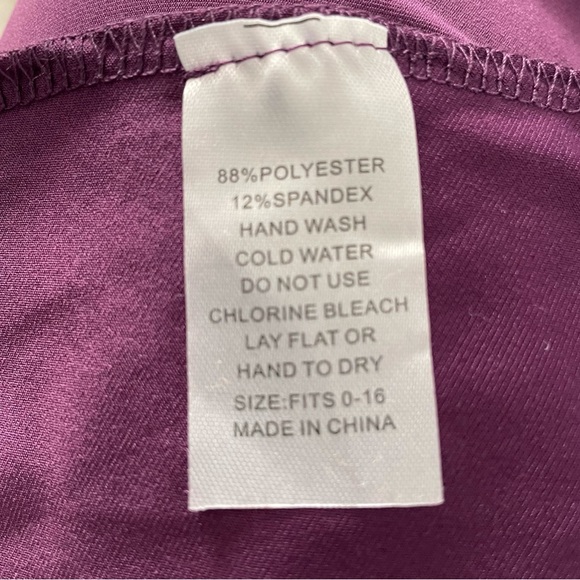 88%POLYESTER
12%SPANDEX
HAND WASH
COLD WATER
DO NOT USE
CHLORINE BLEACH
LAY FLAT OR
HAND TO DRY
SIZE:FITS 0-16
MADE IN CHINA